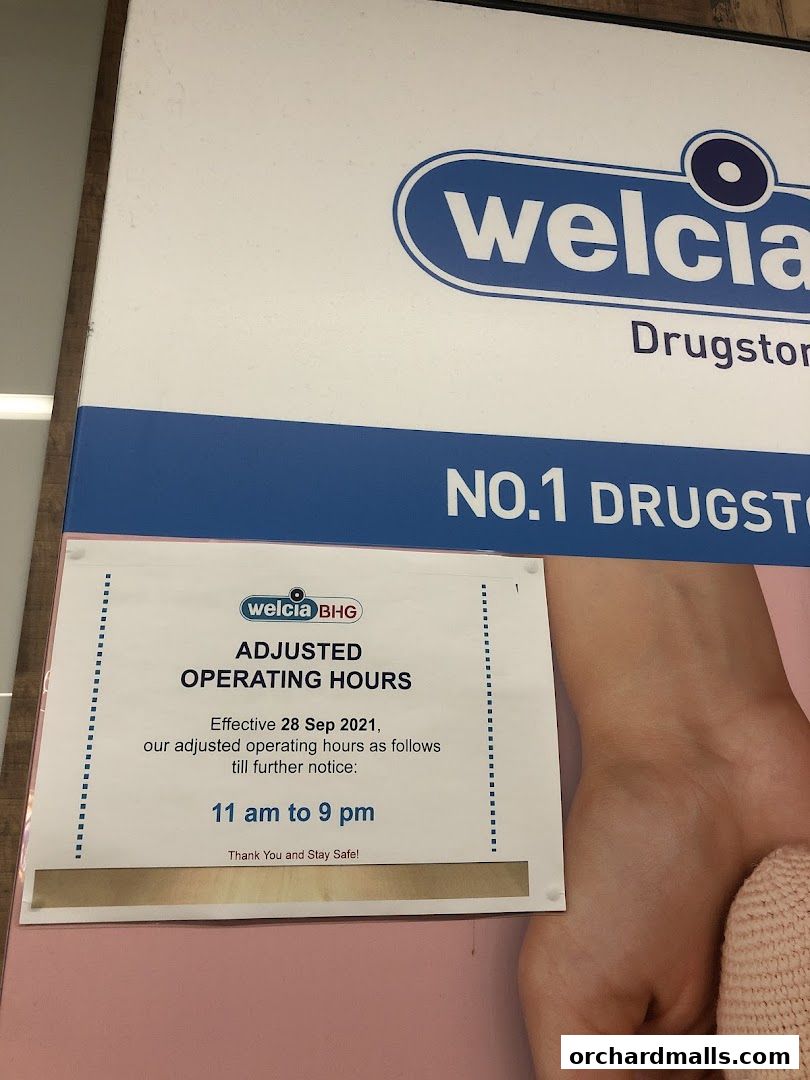 welcia
Drugstor
NO.1 DRUGSTO
welcia BHG
ADJUSTED
OPERATING HOURS
Effective 28 Sep 2021,
our adjusted operating hours as follows
till further notice:
11 am to 9 pm
Thank You and Stay Safe!
orchardmalls.com